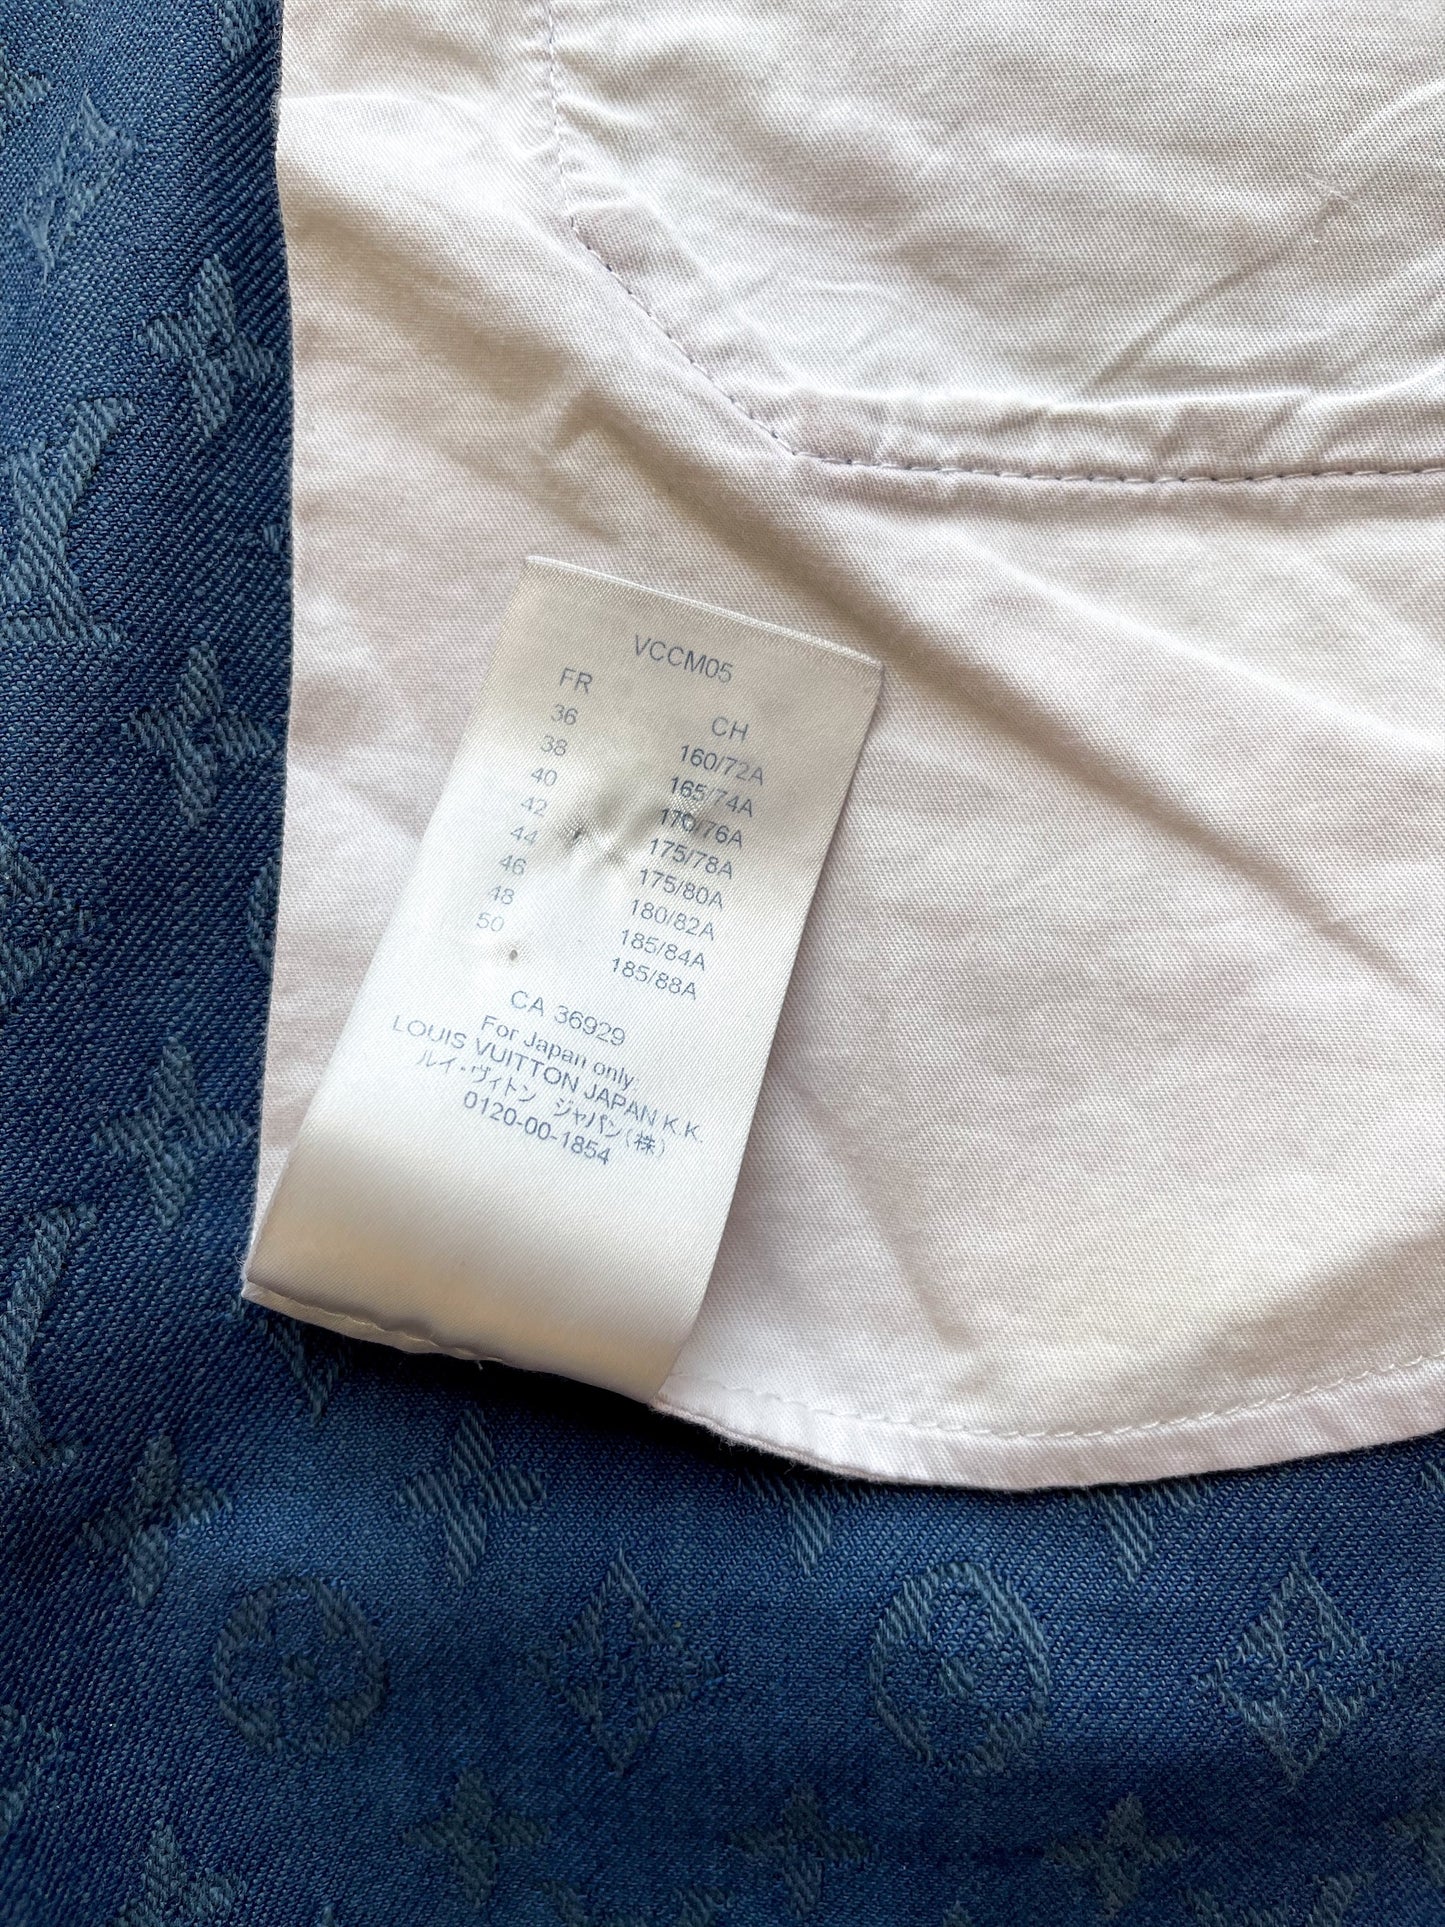 VCCM05
FR CH
36 160/72A
38 165/74A
40 170/76A
42 175/78A
44 175/80A
46 180/82A
48 185/84A
50 185/88A
CA 36929
For Japan only:
LOUIS VUITTON JAPAN K.K.
ルイ・ヴィトン ジャパン(株)
0120-00-1854